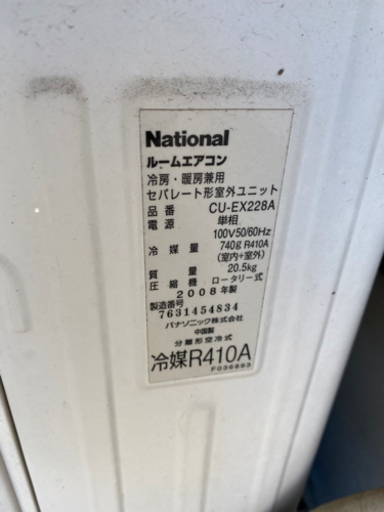 National
ルームエアコン
冷房・暖房兼用
セパレート形室外ユニット
品番 CU-EX228A
電源 単相
100V50/60Hz
冷媒量 740g R410A
(室内+室外)
質量 20.5kg
圧縮機 ロータリー式
2008年製
製造番号 7631454834
パナソニック株式会社
中国製
分離形空冷式
冷媒R410A
F036693